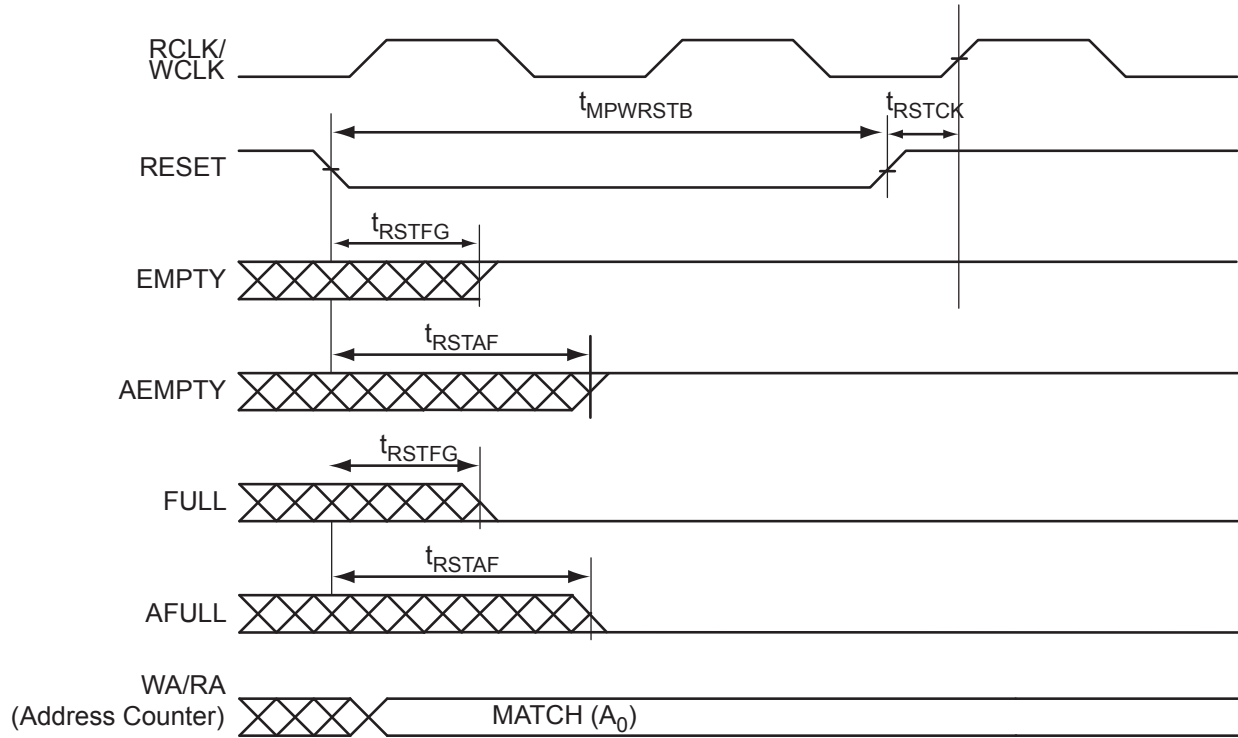 RCLK/
WCLK
tMPWRSTB
tRSTCK
RESET
tRSTFG
EMPTY
tRSTAF
AEMPTY
tRSTFG
FULL
tRSTAF
AFULL
WA/RA
(Address Counter)
MATCH (A0)